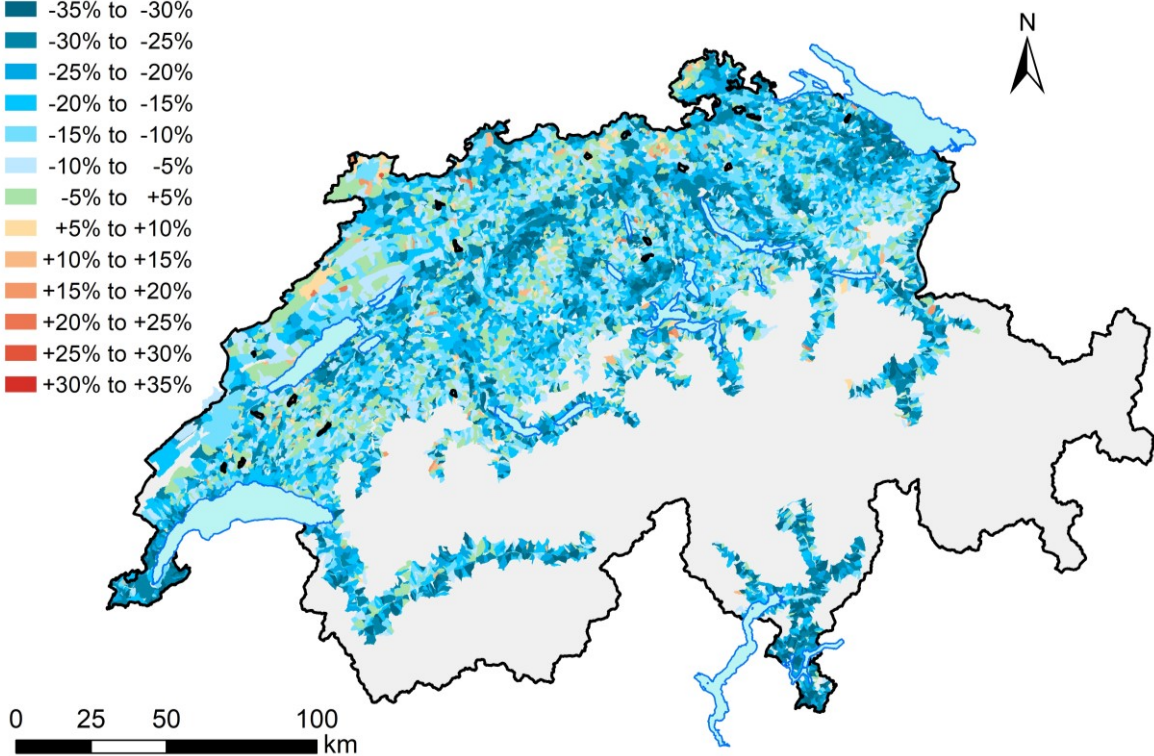 -35% to -30%
-30% to -25%
-25% to -20%
-20% to -15%
-15% to -10%
-10% to -5%
-5% to +5%
+5% to +10%
+10% to +15%
+15% to +20%
+20% to +25%
+25% to +30%
+30% to +35%
N
0 25 50 100
km